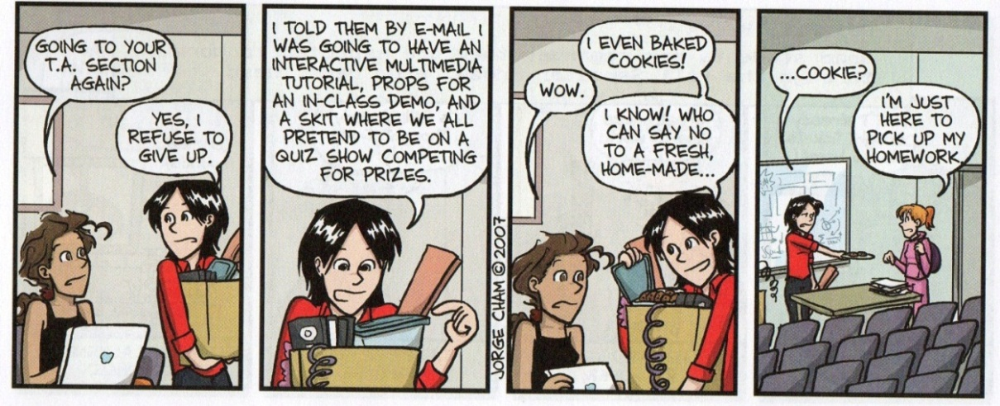 GOING TO YOUR
T.A. SECTION
AGAIN?
YES, I
REFUSE TO
GIVE UP.
I TOLD THEM BY E-MAIL I
WAS GOING TO HAVE AN
INTERACTIVE MULTIMEDIA
TUTORIAL, PROPS FOR
AN IN-CLASS DEMO, AND
A SKIT WHERE WE ALL
PRETEND TO BE ON A
QUIZ SHOW COMPETING
FOR PRIZES.
JORGE CHAM © 2007
I EVEN BAKED
COOKIES!
WOW.
I KNOW! WHO
CAN SAY NO
TO A FRESH,
HOME-MADE...
...COOKIE?
I'M JUST
HERE TO
PICK UP MY
HOMEWORK.